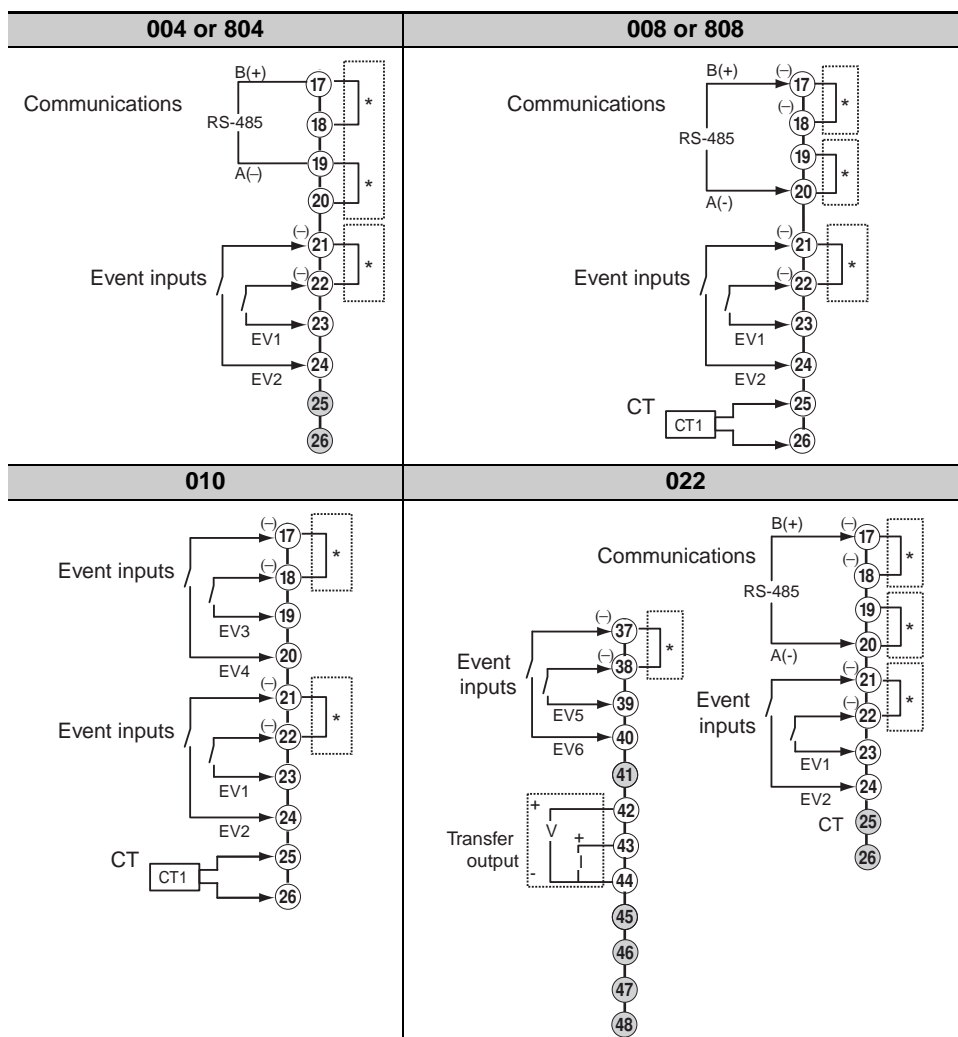 004 or 804
008 or 808
B(+)
17
*
Communications
18
RS-485
19
A(–)
*
20
(–)
21
Event inputs
(–)
22
*
EV1
23
EV2
24
25
26
B(+)
(–)
17
*
Communications
(–)
18
RS-485
19
*
A(-)
20
(–)
21
Event inputs
(–)
22
*
EV1
23
EV2
24
CT
25
CT1
26
010
022
(–)
17
*
Event inputs
(–)
18
EV3
19
EV4
20
(–)
21
*
Event inputs
(–)
22
EV1
23
EV2
24
CT
25
CT1
26
(–)
37
*
Event
inputs
(–)
38
EV5
39
EV6
40
41
+
42
V
+
43
Transfer
output
I
-
44
45
46
47
48
B(+)
(–)
17
*
Communications
(–)
18
RS-485
19
*
A(-)
20
(–)
21
*
Event
inputs
(–)
22
EV1
23
EV2
24
CT
25
26